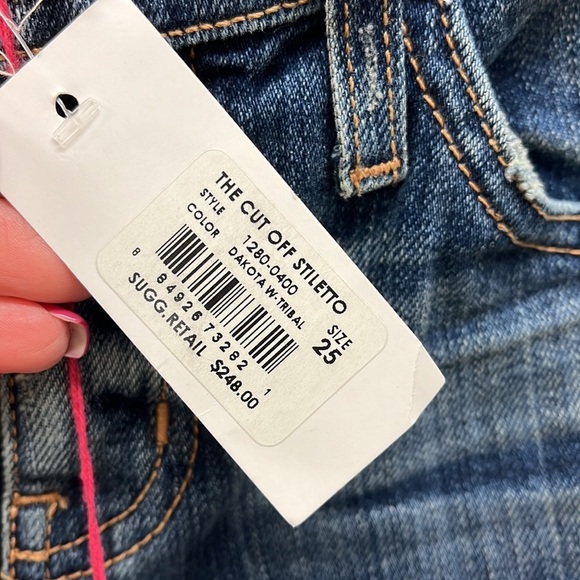 THE CUT OFF STILETTO
STYLE 1280-0400
COLOR DAKOTA W-TRIBAL
SIZE
25
8 84926 73282 1
SUGG.RETAIL $248.00